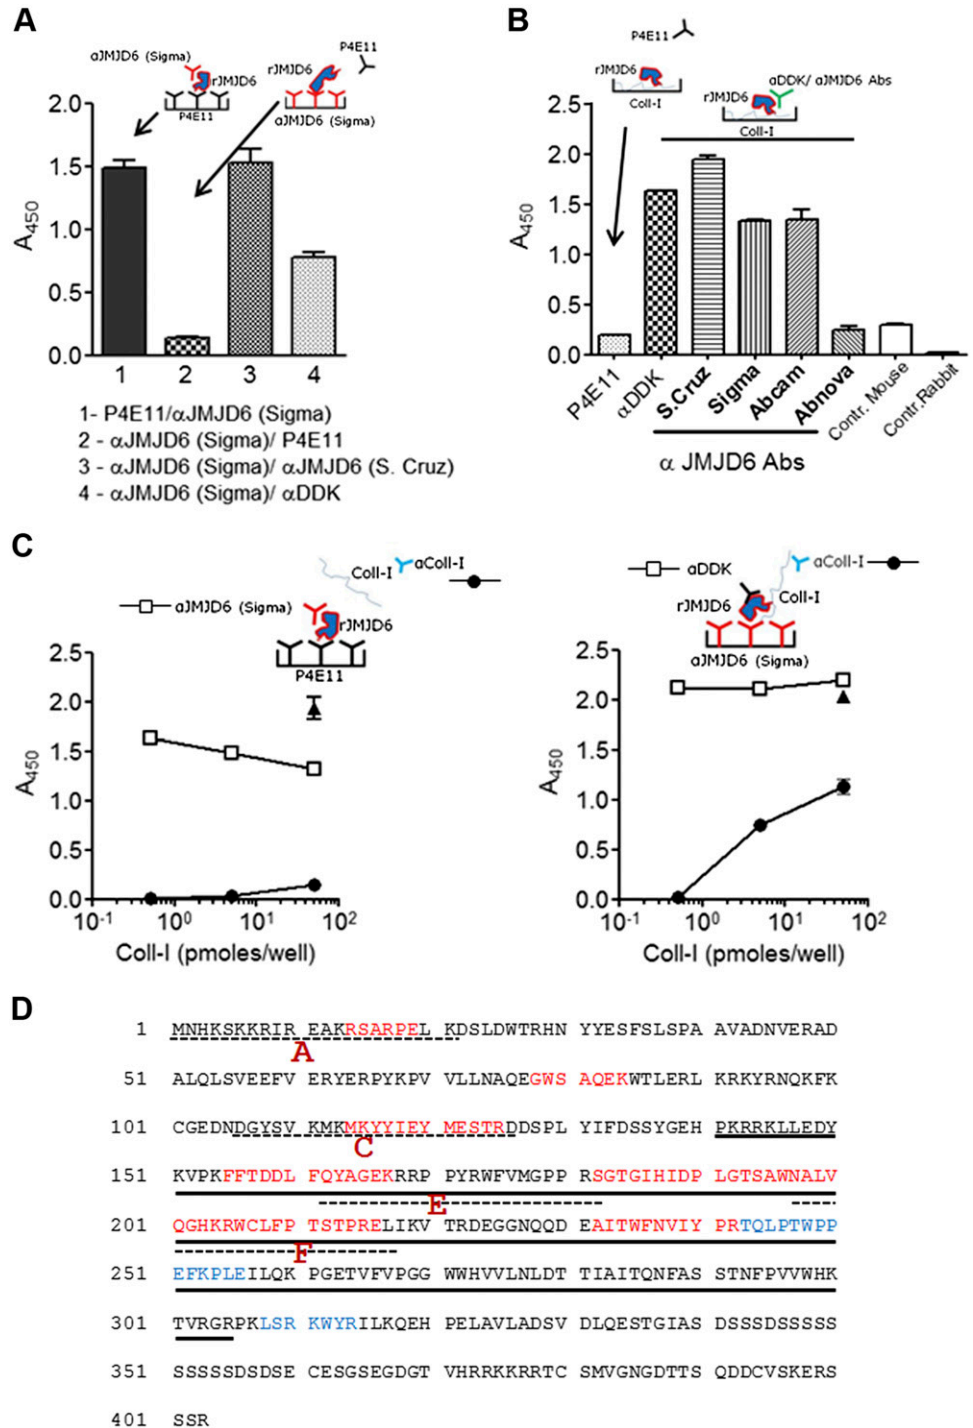 A
αJMJD6 (Sigma)
rJMJD6
P4E11
P4E11
rJMJD6
αJMJD6 (Sigma)
2.0
1.5
1.0
0.5
0.0
A450
1 2 3 4
1- P4E11/αJMJD6 (Sigma)
2 - αJMJD6 (Sigma)/ P4E11
3 - αJMJD6 (Sigma)/ αJMJD6 (S. Cruz)
4 - αJMJD6 (Sigma)/ αDDK
B
P4E11
rJMJD6
Coll-I
αDDK/ αJMJD6 Abs
rJMJD6
Coll-I
2.5
2.0
1.5
1.0
0.5
0.0
A450
P4E11 αDDK S.Cruz Sigma Abcam Abnova Contr. Mouse Contr.Rabbit
α JMJD6 Abs
C
Coll-I αColl-I
αJMJD6 (Sigma)
rJMJD6
P4E11
2.5
2.0
1.5
1.0
0.5
0.0
A450
10-1 100 101 102
Coll-I (pmoles/well)
αDDK αColl-I
rJMJD6 Coll-I
αJMJD6 (Sigma)
2.5
2.0
1.5
1.0
0.5
0.0
A450
10-1 100 101 102
Coll-I (pmoles/well)
D
1 MNHKSKKRIR EAKRSARPEL KDSLDWTRHN YYESFSLSPA AVADNVERAD
A
51 ALQLSVEEFV ERYERPYKPV VLLNAQEGWS AQEKWTLERL KRKYRNQKFK
101 CGEDNDGYSV KMKMKYYIEY MESTRDDSPL YIFDSSYGEH PKRRKLLEDY
C
151 KVPKFFTDDL FQYAGEKRRP PYRWFVMGPP RSGTGIHIDP LGTSAWNALV
E
201 QGHKRWCLFP TSTPRELIKV TRDEGGNQQD EAITWFNVIY PRTQLPTWPP
F
251 EFKPLEILQK PGETVFVPGG WWHVVLNLDT TIAITQNFAS STNFPVVWHK
301 TVRGRPKLSR KWYRILKQEH PELAVLADSV DLQESTGIAS DSSSDSSSSS
351 SSSSSDSDSE CESGSEGDGT VHRRKKRRTC SMVGNGDTTS QDDCVSKERS
401 SSR